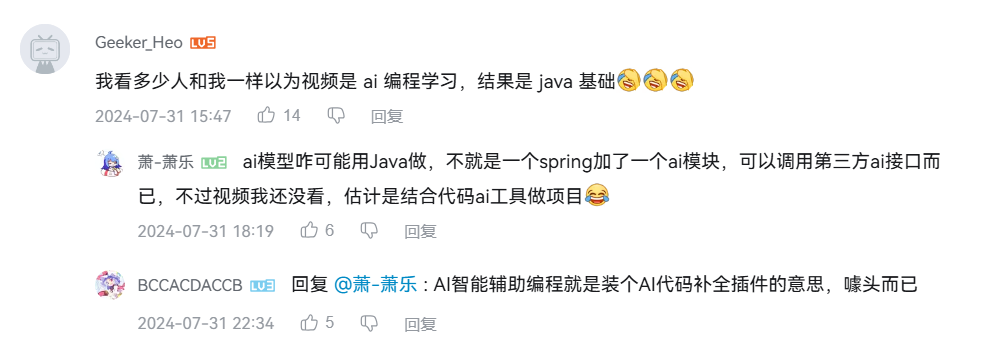 Geeker_Heo LV5
我看多少人和我一样以为视频是 ai 编程学习，结果是 java 基础
2024-07-31 15:47 14 回复
萧-萧乐 LV2 ai模型咋可能用Java做，不就是一个spring加了一个ai模块，可以调用第三方ai接口而
已，不过视频我还没看，估计是结合代码ai工具做项目😂
2024-07-31 18:19 6 回复
BCCACDACCB LV3 回复 @萧-萧乐 : AI智能辅助编程就是装个AI代码补全插件的意思，噱头而已
2024-07-31 22:34 5 回复